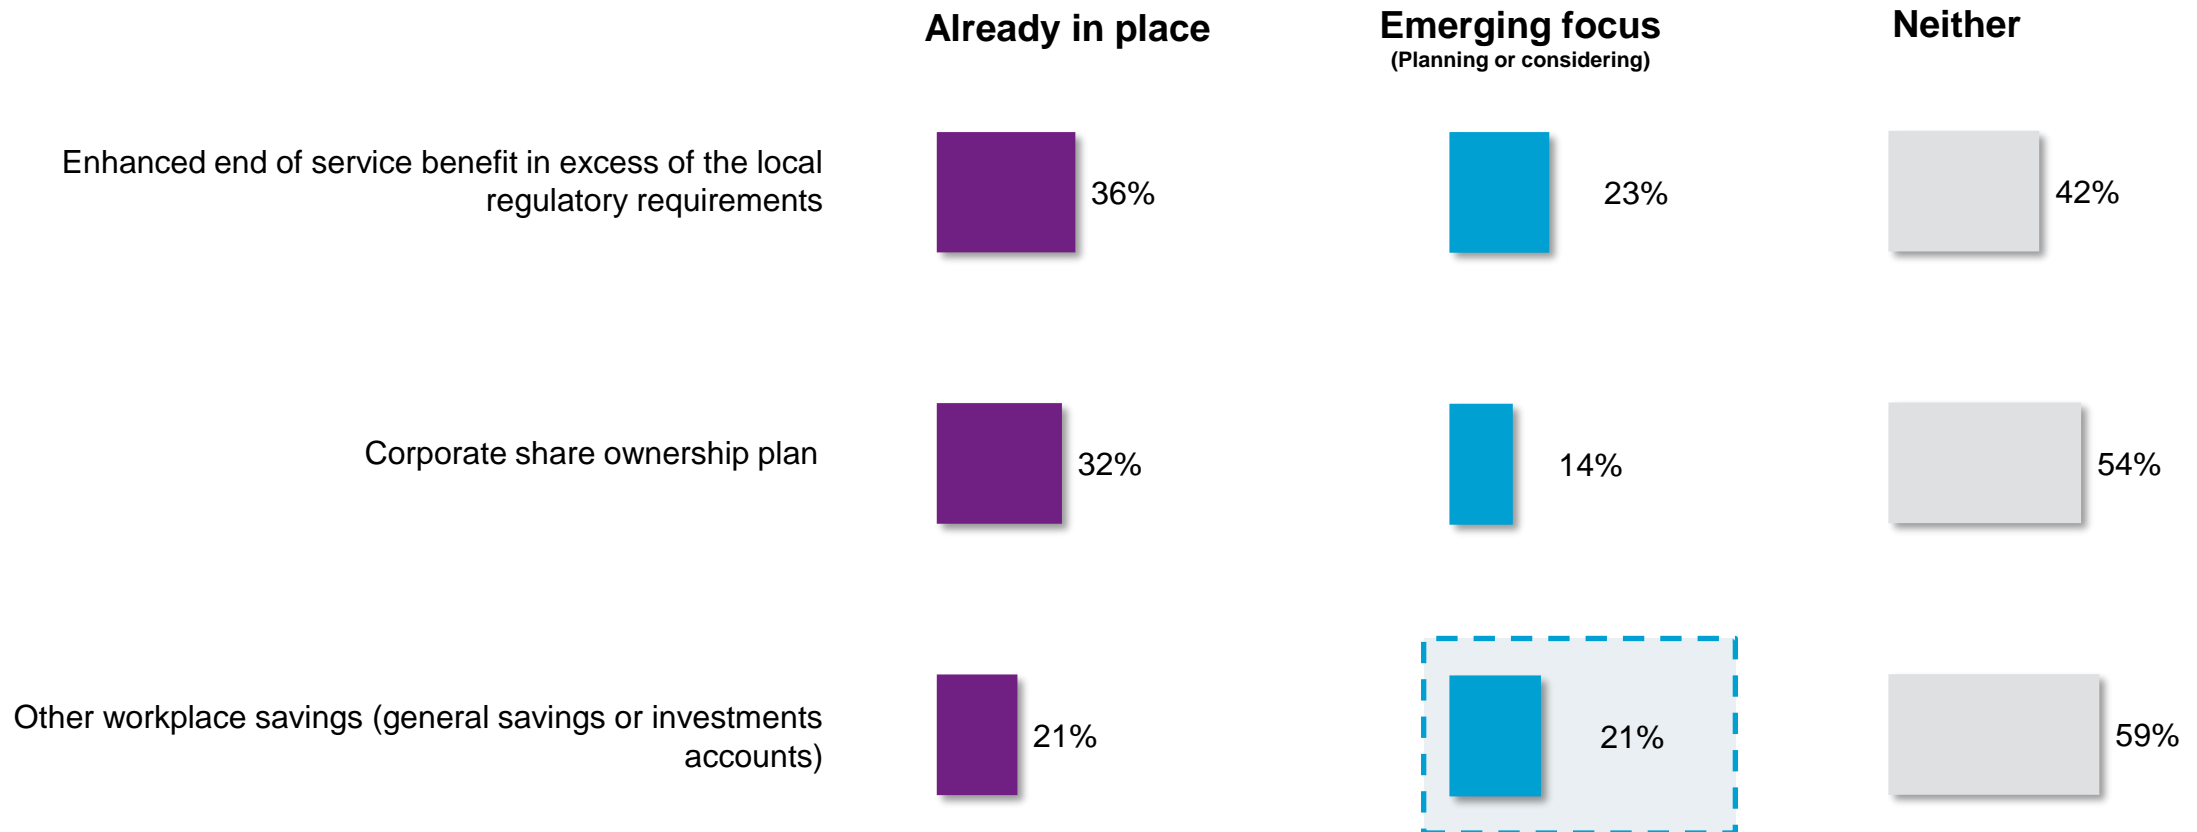 Already in place
Emerging focus
(Planning or considering)
Neither
Enhanced end of service benefit in excess of the local
regulatory requirements
36%
23%
42%
Corporate share ownership plan
32%
14%
54%
Other workplace savings (general savings or investments
accounts)
21%
21%
59%